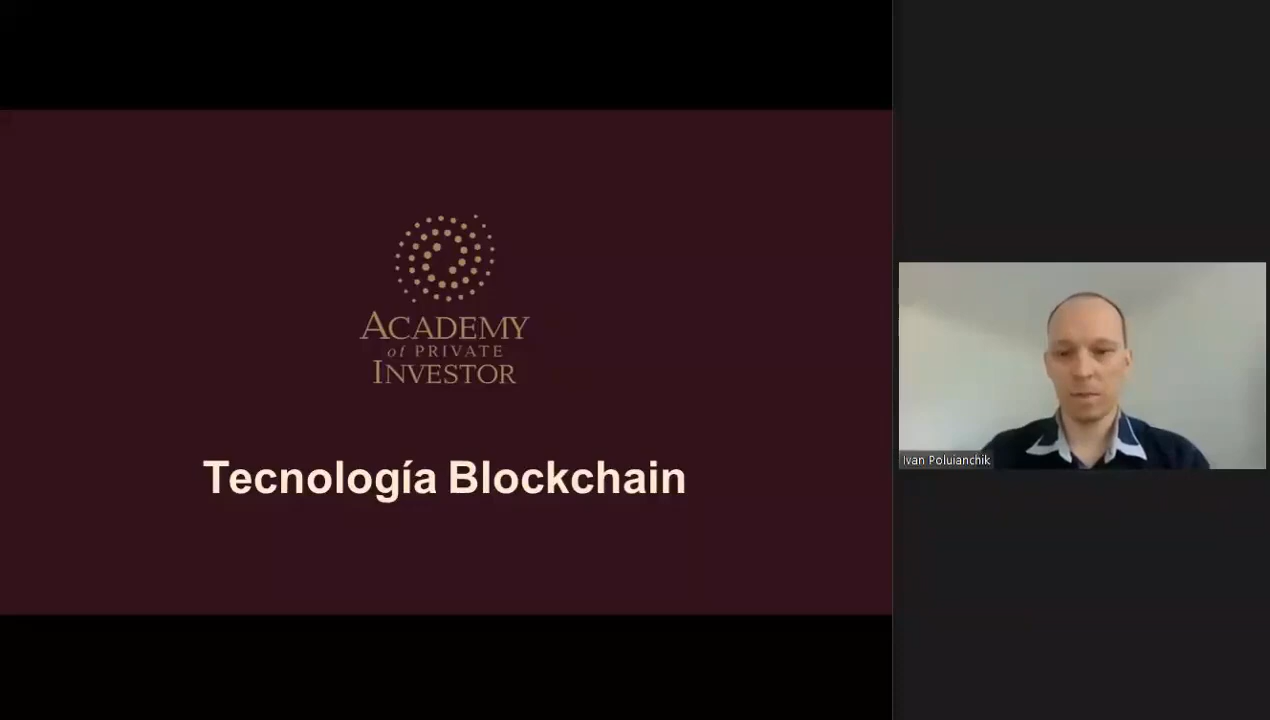 ACADEMY
of PRIVATE
INVESTOR
Tecnología Blockchain
Ivan Poluianchik